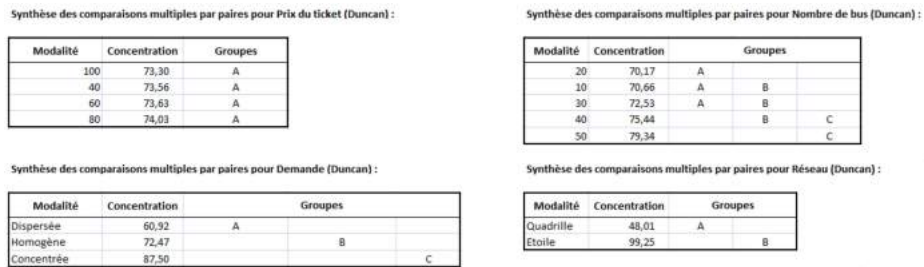 Synthèse des comparaisons multiples par paires pour Prix du ticket (Duncan) :
Modalité Concentration Groupes
100 73,30 A
40 73,56 A
60 73,63 A
80 74,03 A
Synthèse des comparaisons multiples par paires pour Nombre de bus (Duncan) :
Modalité Concentration Groupes
20 70,17 A
10 70,66 A B
30 72,53 A B
40 75,44 B C
50 79,34 C
Synthèse des comparaisons multiples par paires pour Demande (Duncan) :
Modalité Concentration Groupes
Dispersée 60,92 A
Homogène 72,47 B
Concentrée 87,50 C
Synthèse des comparaisons multiples par paires pour Réseau (Duncan) :
Modalité Concentration Groupes
Quadrille 48,01 A
Etoile 99,25 B